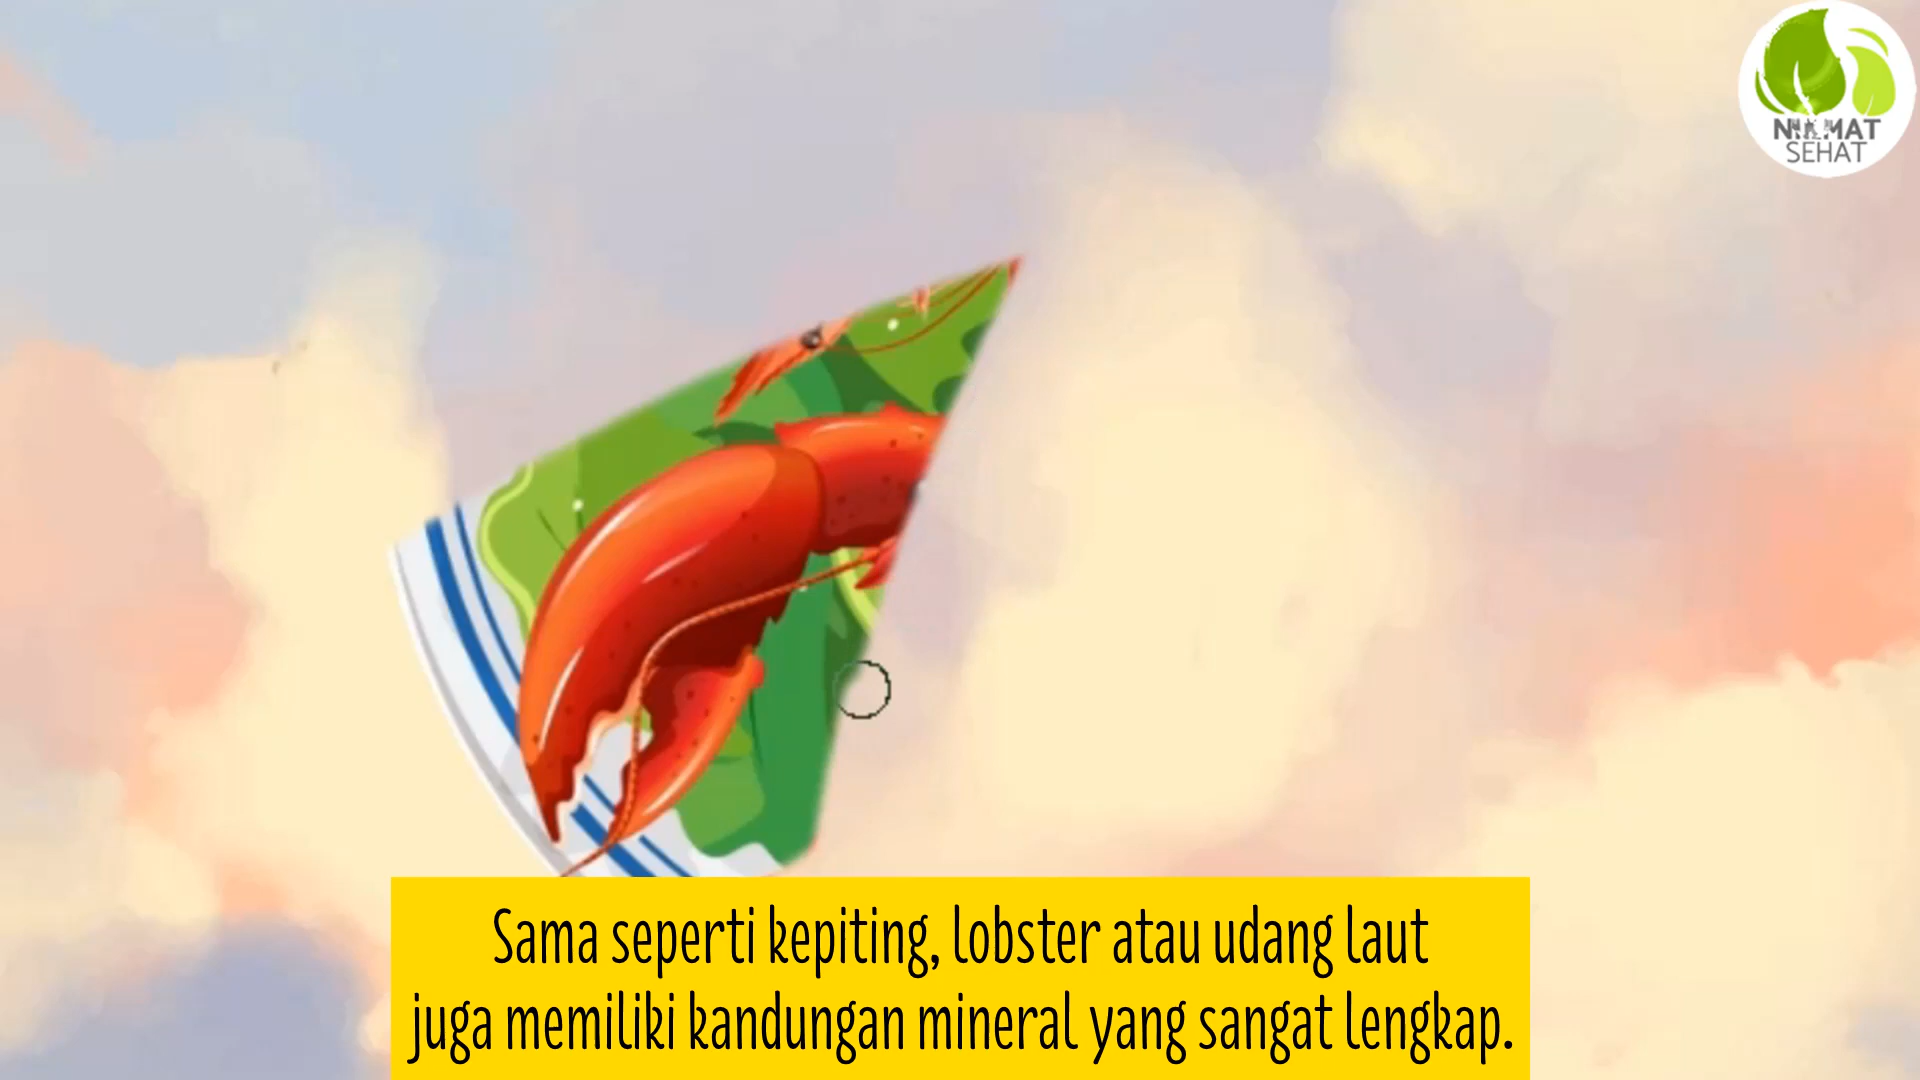 SEHAT
Sama seperti kepiting, lobster atau udang laut
juga memiliki kandungan mineral yang sangat lengkap.